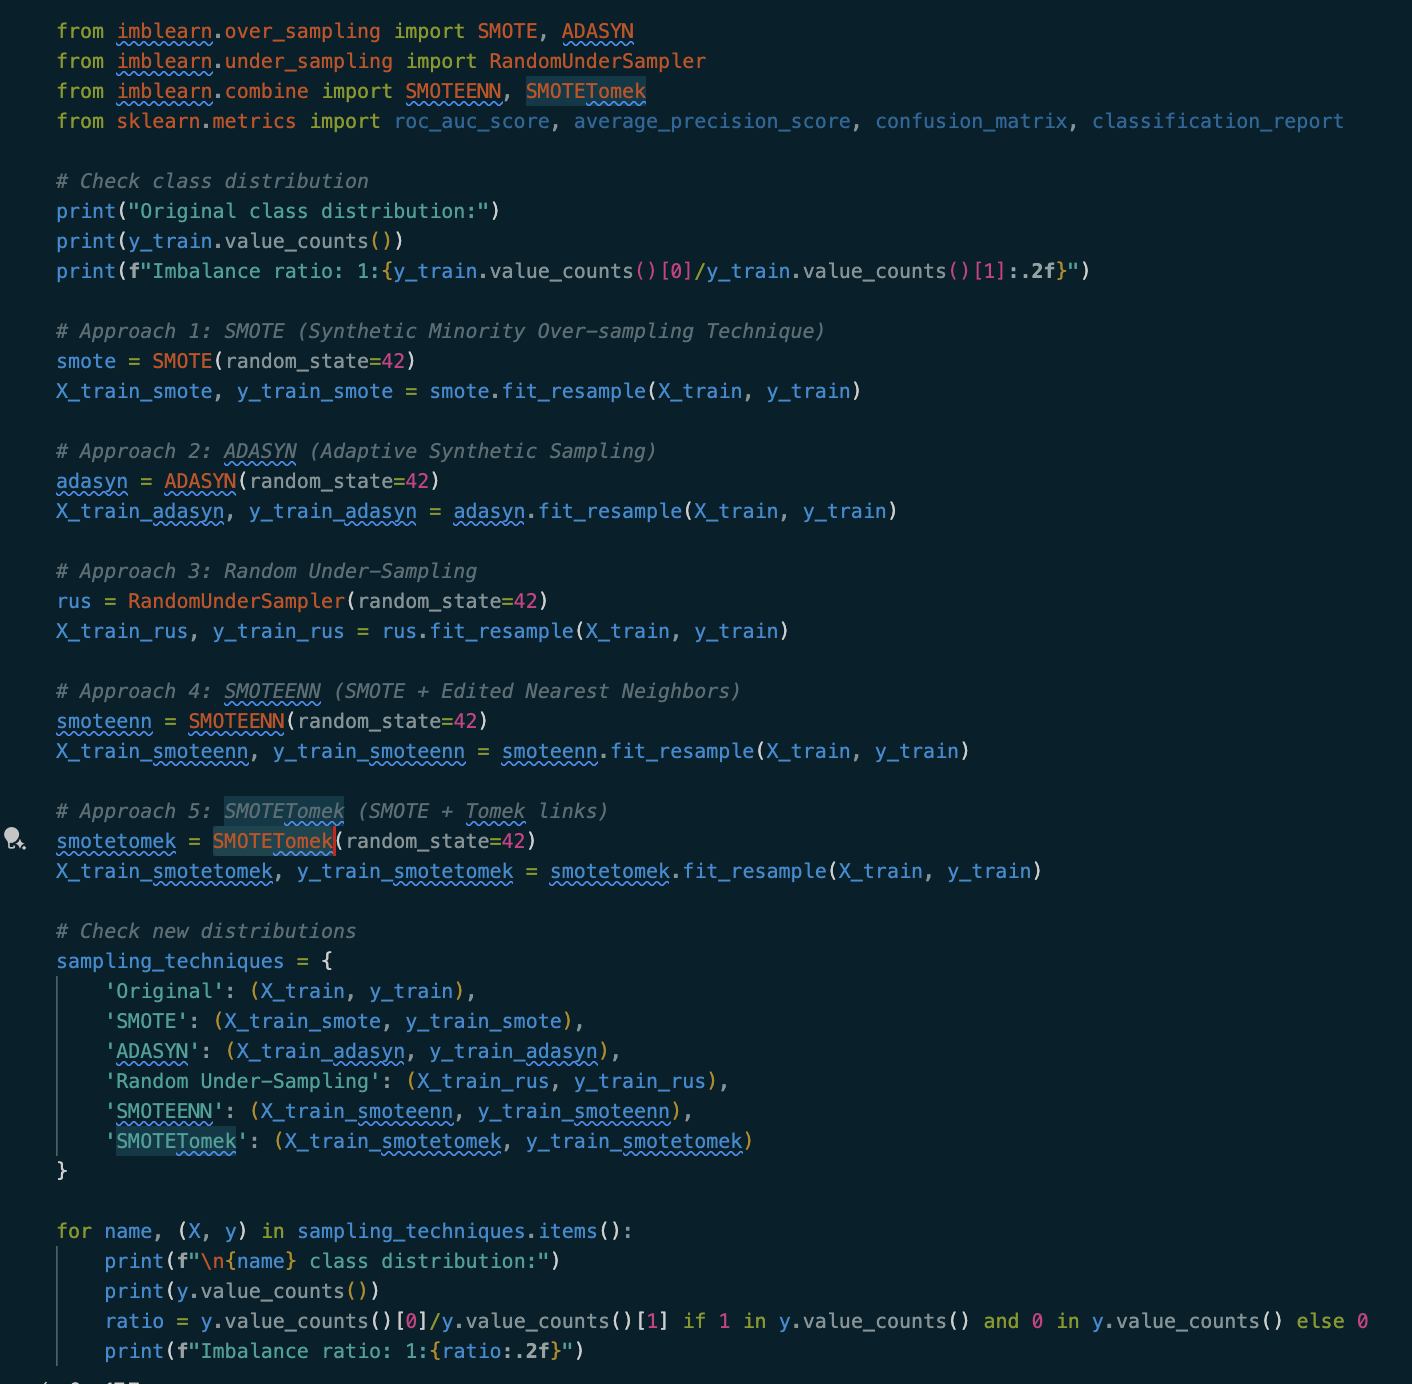 from imblearn.over_sampling import SMOTE, ADASYN
from imblearn.under_sampling import RandomUnderSampler
from imblearn.combine import SMOTEENN, SMOTETomek
from sklearn.metrics import roc_auc_score, average_precision_score, confusion_matrix, classification_report

# Check class distribution
print("Original class distribution:")
print(y_train.value_counts())
print(f"Imbalance ratio: 1:{y_train.value_counts()[0]/y_train.value_counts()[1]:.2f}")

# Approach 1: SMOTE (Synthetic Minority Over-sampling Technique)
smote = SMOTE(random_state=42)
X_train_smote, y_train_smote = smote.fit_resample(X_train, y_train)

# Approach 2: ADASYN (Adaptive Synthetic Sampling)
adasyn = ADASYN(random_state=42)
X_train_adasyn, y_train_adasyn = adasyn.fit_resample(X_train, y_train)

# Approach 3: Random Under-Sampling
rus = RandomUnderSampler(random_state=42)
X_train_rus, y_train_rus = rus.fit_resample(X_train, y_train)

# Approach 4: SMOTEENN (SMOTE + Edited Nearest Neighbors)
smoteenn = SMOTEENN(random_state=42)
X_train_smoteenn, y_train_smoteenn = smoteenn.fit_resample(X_train, y_train)

# Approach 5: SMOTETomek (SMOTE + Tomek links)
smotetomek = SMOTETomek(random_state=42)
X_train_smotetomek, y_train_smotetomek = smotetomek.fit_resample(X_train, y_train)

# Check new distributions
sampling_techniques = {
    'Original': (X_train, y_train),
    'SMOTE': (X_train_smote, y_train_smote),
    'ADASYN': (X_train_adasyn, y_train_adasyn),
    'Random Under-Sampling': (X_train_rus, y_train_rus),
    'SMOTEENN': (X_train_smoteenn, y_train_smoteenn),
    'SMOTETomek': (X_train_smotetomek, y_train_smotetomek)
}

for name, (X, y) in sampling_techniques.items():
    print(f"\n{name} class distribution:")
    print(y.value_counts())
    ratio = y.value_counts()[0]/y.value_counts()[1] if 1 in y.value_counts() and 0 in y.value_counts() else 0
    print(f"Imbalance ratio: 1:{ratio:.2f}")